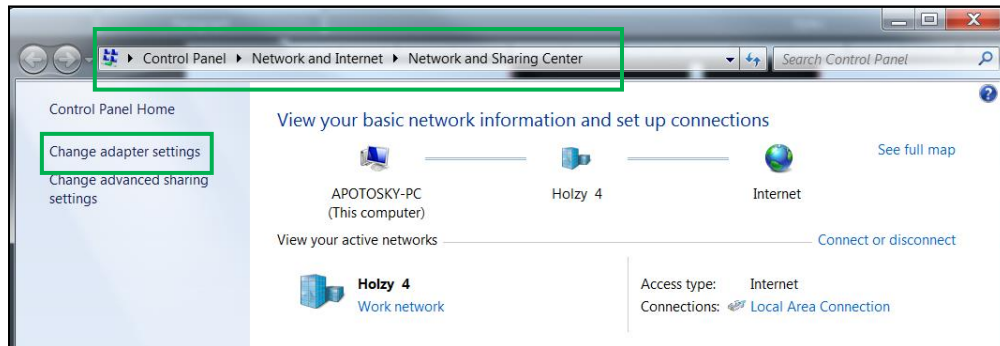 Control Panel Network and Internet Network and Sharing Center
Search Control Panel
Control Panel Home
Change adapter settings
Change advanced sharing
settings
View your basic network information and set up connections
See full map
APOTOSKY-PC
(This computer)
Holzy 4
Internet
View your active networks
Connect or disconnect
Holzy 4
Work network
Access type: Internet
Connections: Local Area Connection